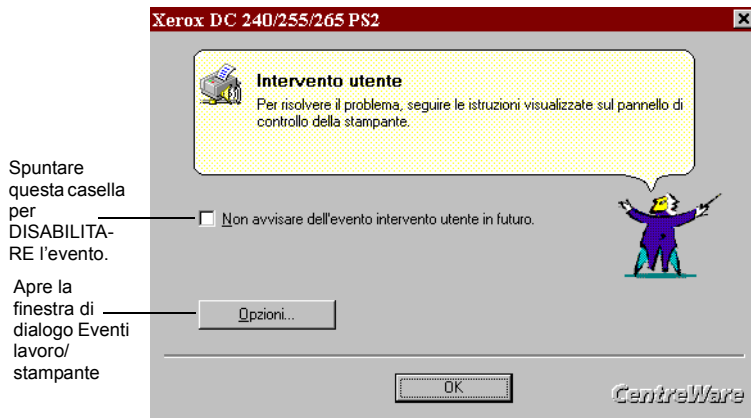 Xerox DC 240/255/265 PS2
Intervento utente
Per risolvere il problema, seguire le istruzioni visualizzate sul pannello di
controllo della stampante.
Spuntare
questa casella
per
DISABILITA-
RE l’evento.
Non avvisare dell'evento intervento utente in futuro.
Apre la
finestra di
dialogo Eventi
lavoro/
stampante
Opzioni...
OK
CentreWare